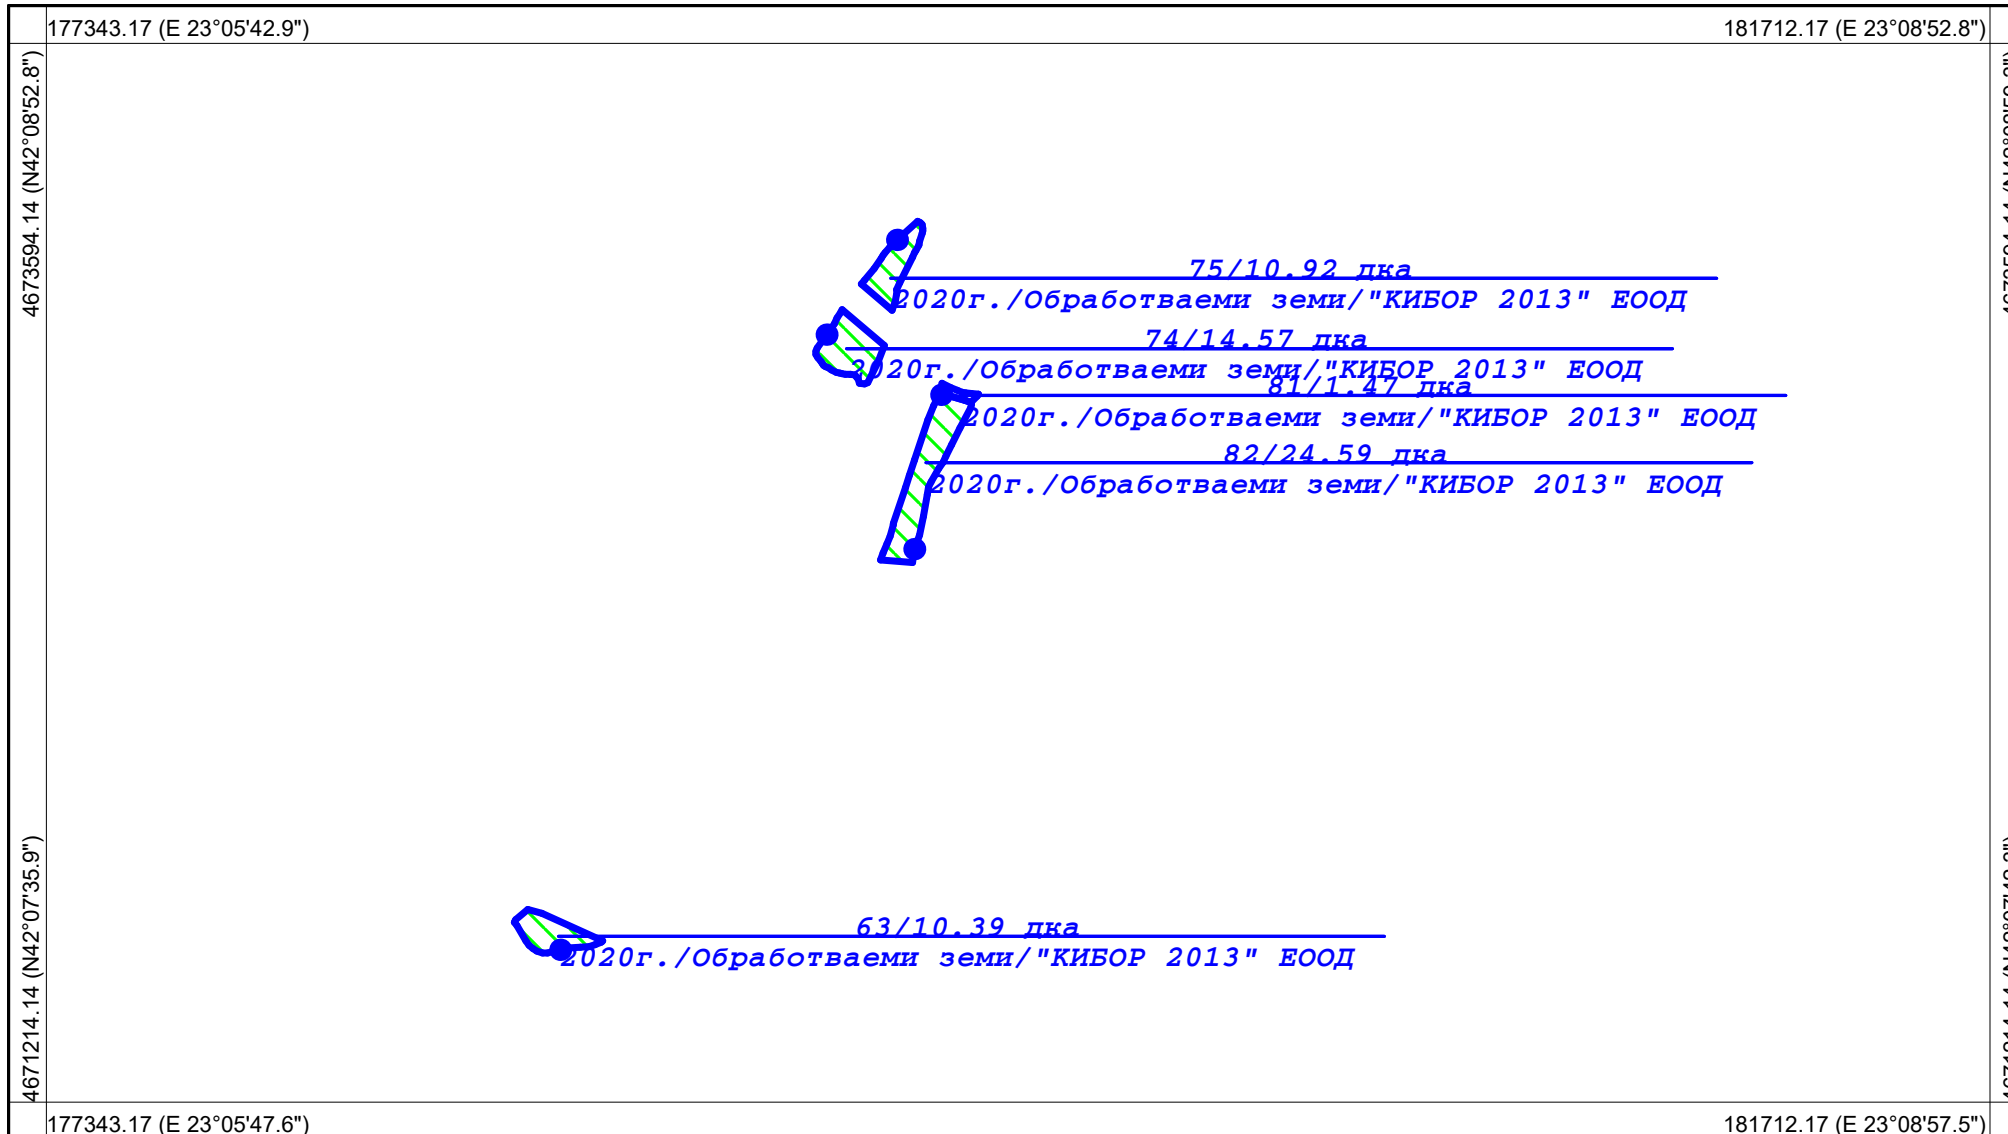 177343.17 (E 23°05'42.9")
181712.17 (E 23°08'52.8")
4673594.14 (N42°08'52.8")
75/10.92 дка
2020г./Обработваеми земи/"КИБОР 2013" ЕООД
74/14.57 дка
2020г./Обработваеми земи/"КИБОР 2013" ЕООД
81/1.47 дка
2020г./Обработваеми земи/"КИБОР 2013" ЕООД
82/24.59 дка
2020г./Обработваеми земи/"КИБОР 2013" ЕООД
4671214.14 (N42°07'35.9")
63/10.39 дка
2020г./Обработваеми земи/"КИБОР 2013" ЕООД
177343.17 (E 23°05'47.6")
181712.17 (E 23°08'57.5")